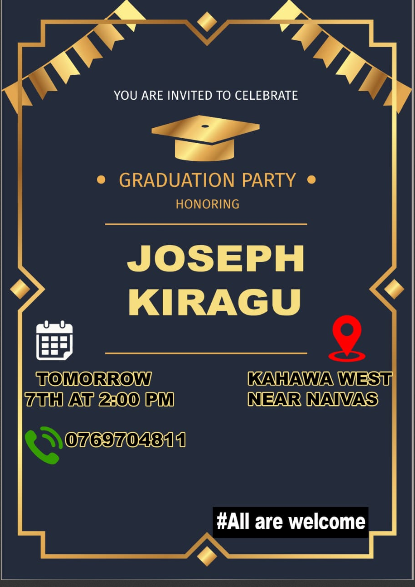 YOU ARE INVITED TO CELEBRATE
GRADUATION PARTY
HONORING
JOSEPH
KIRAGU
TOMORROW
7TH AT 2:00 PM
KAHAWA WEST
NEAR NAIVAS
0769704811
#All are welcome